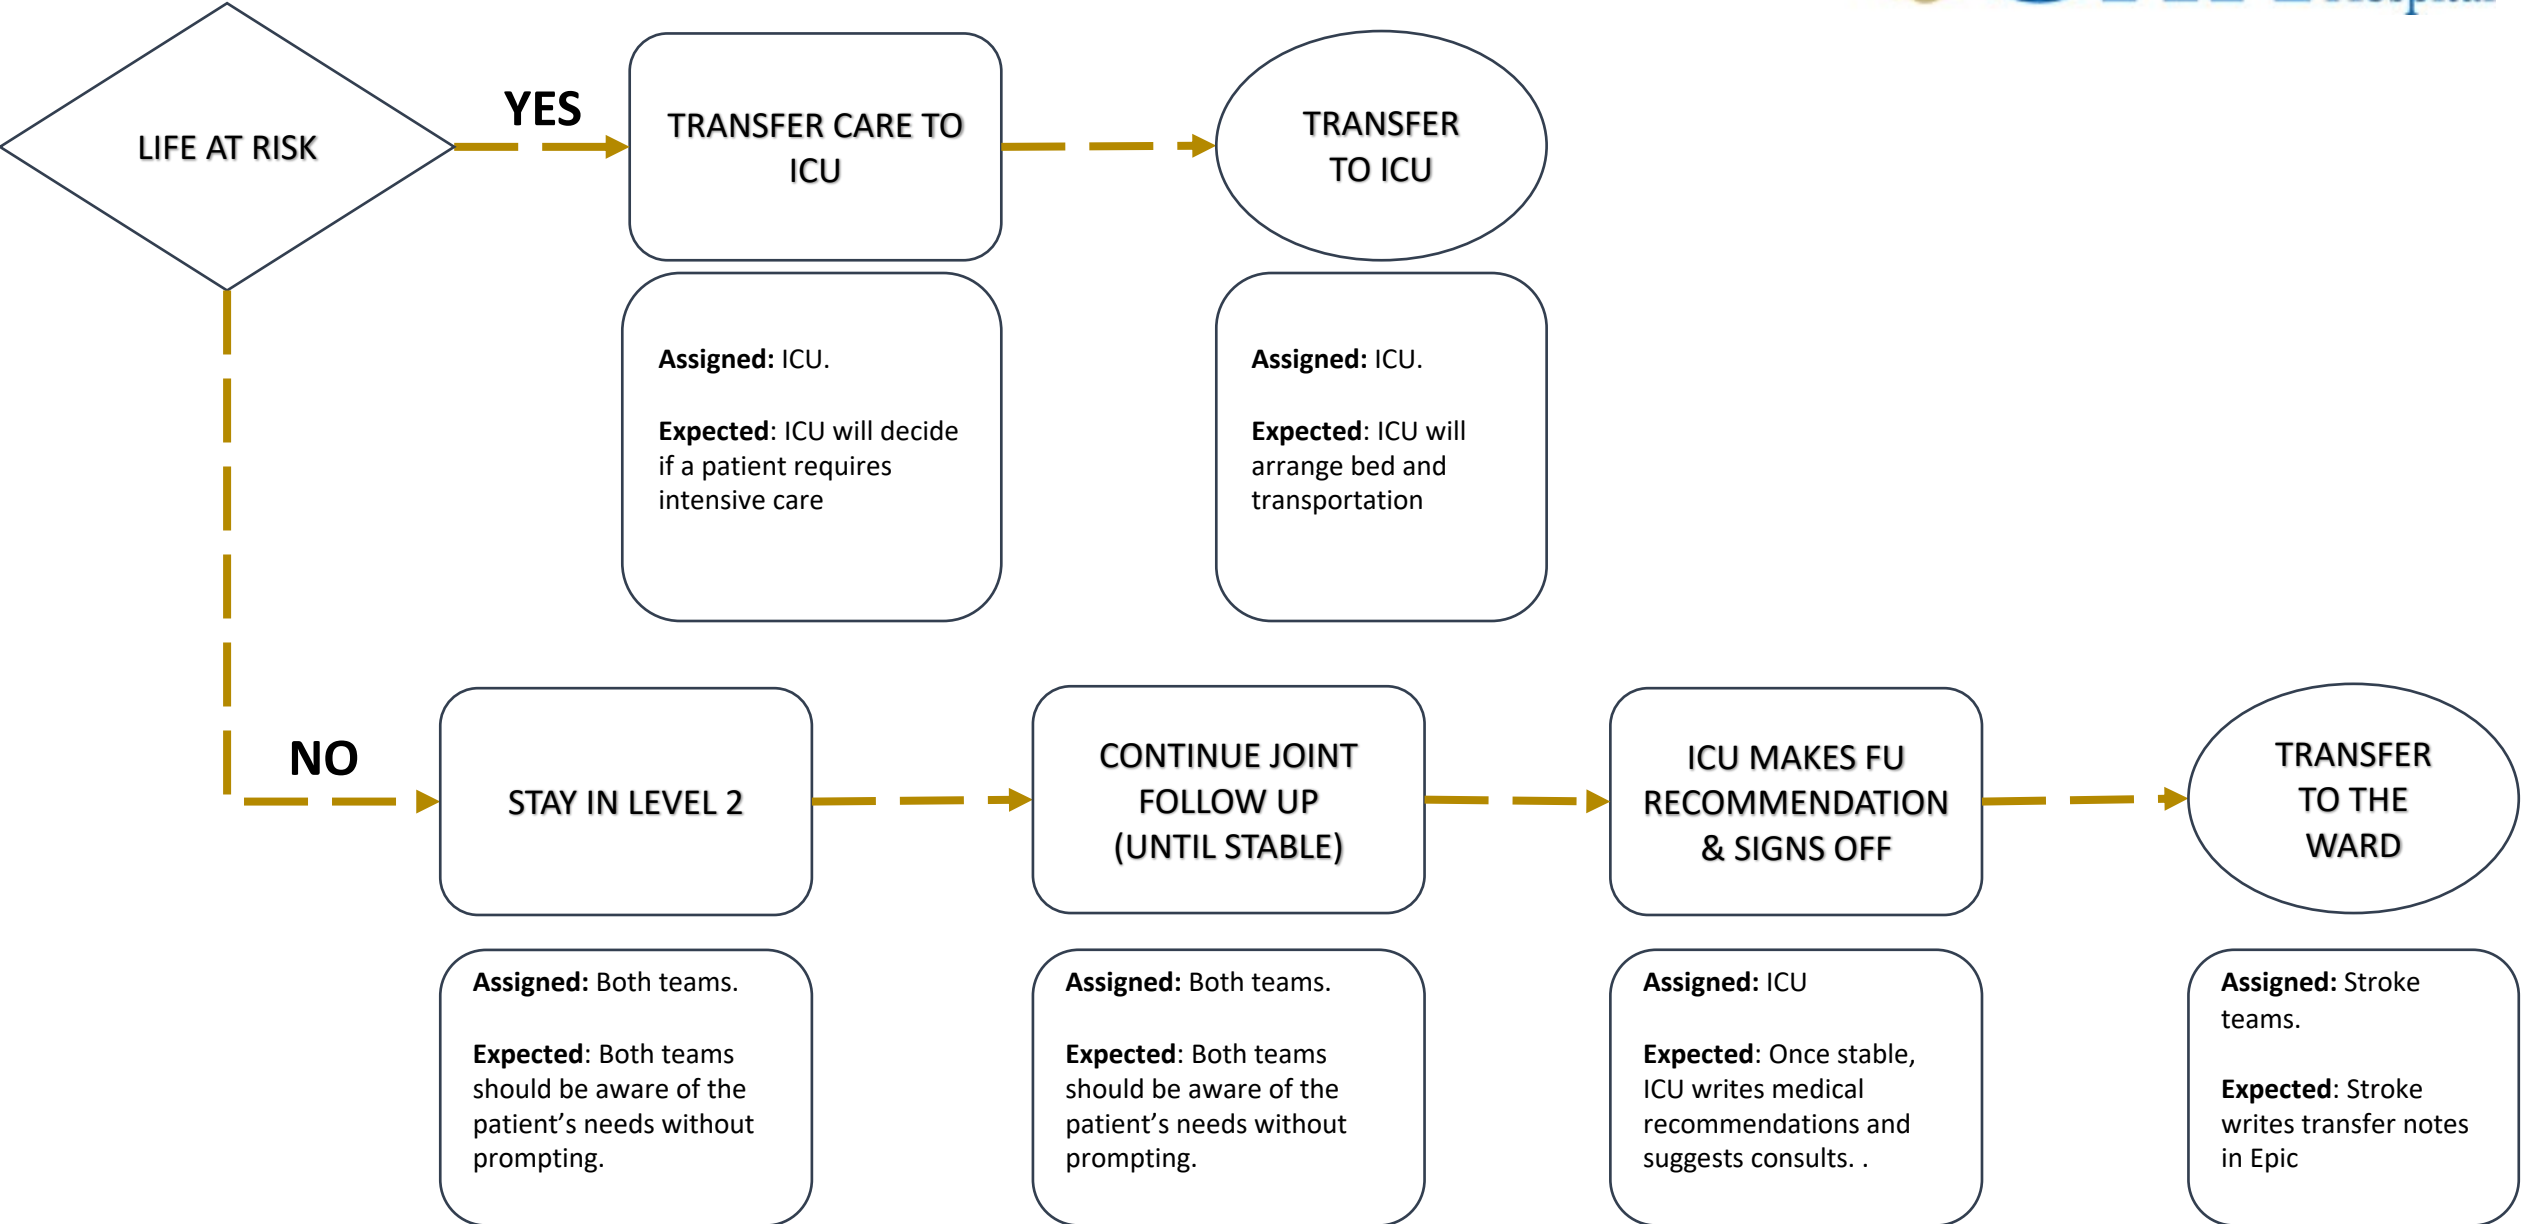 Hospital
LIFE AT RISK
YES
TRANSFER CARE TO
ICU
TRANSFER
TO ICU
Assigned: ICU.
Expected: ICU will decide
if a patient requires
intensive care
Assigned: ICU.
Expected: ICU will
arrange bed and
transportation
NO
STAY IN LEVEL 2
CONTINUE JOINT
FOLLOW UP
(UNTIL STABLE)
ICU MAKES FU
RECOMMENDATION
& SIGNS OFF
TRANSFER
TO THE
WARD
Assigned: Both teams.
Expected: Both teams
should be aware of the
patient’s needs without
prompting.
Assigned: Both teams.
Expected: Both teams
should be aware of the
patient’s needs without
prompting.
Assigned: ICU
Expected: Once stable,
ICU writes medical
recommendations and
suggests consults. .
Assigned: Stroke
teams.
Expected: Stroke
writes transfer notes
in Epic